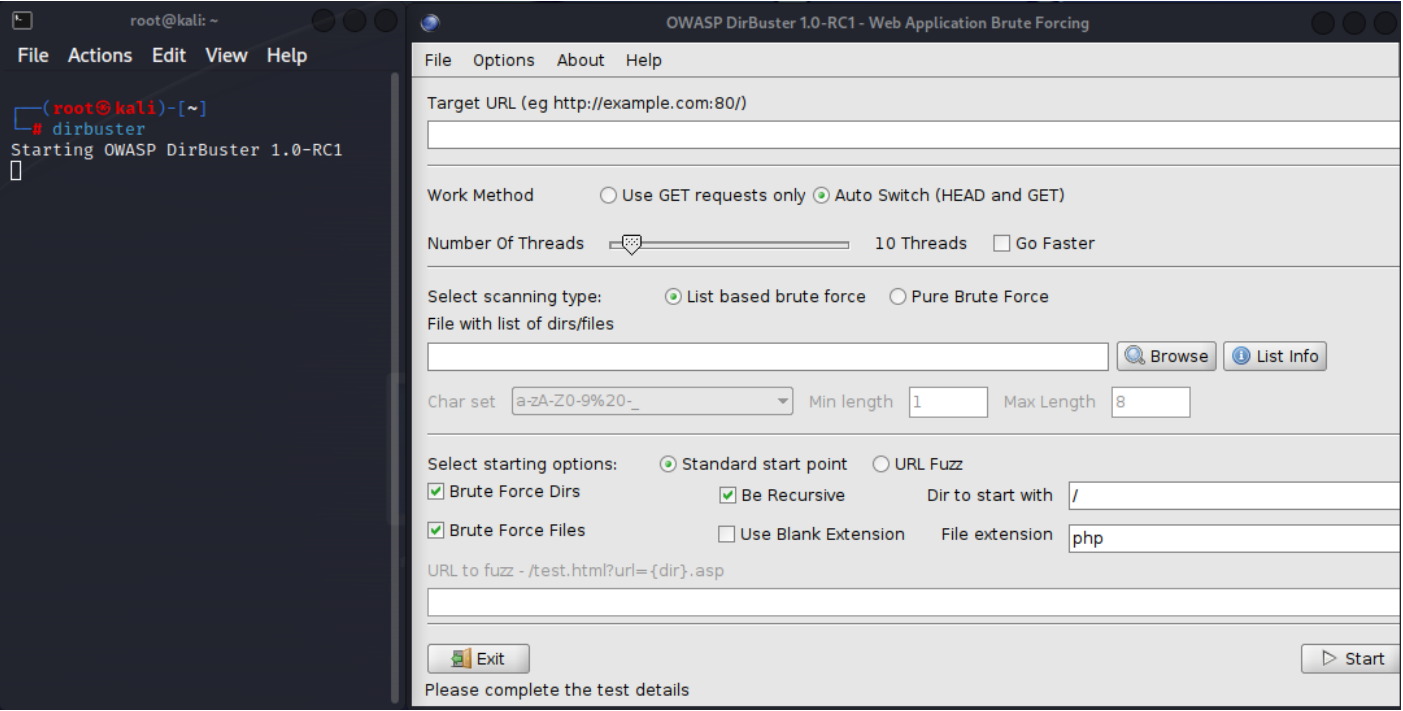 root@kali: ~
File Actions Edit View Help
(root㉿kali)-[~]
# dirbuster
Starting OWASP DirBuster 1.0-RC1
OWASP DirBuster 1.0-RC1 - Web Application Brute Forcing
File Options About Help
Target URL (eg http://example.com:80/)
Work Method Use GET requests only Auto Switch (HEAD and GET)
Number Of Threads 10 Threads Go Faster
Select scanning type: List based brute force Pure Brute Force
File with list of dirs/files
Browse List Info
Char set a-zA-Z0-9%20-_ Min length 1 Max Length 8
Select starting options: Standard start point URL Fuzz
Brute Force Dirs Be Recursive Dir to start with /
Brute Force Files Use Blank Extension File extension php
URL to fuzz - /test.html?url={dir}.asp
Exit Start
Please complete the test details